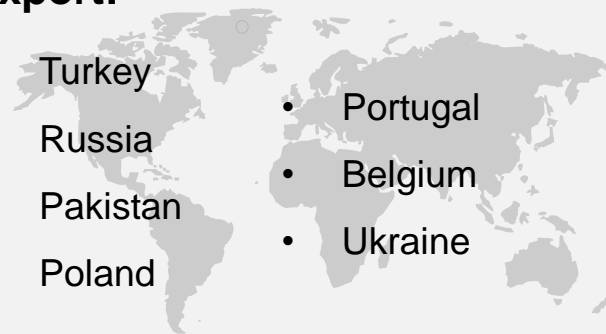 xport:
Turkey
Russia
Pakistan
Poland
• Portugal
• Belgium
• Ukraine